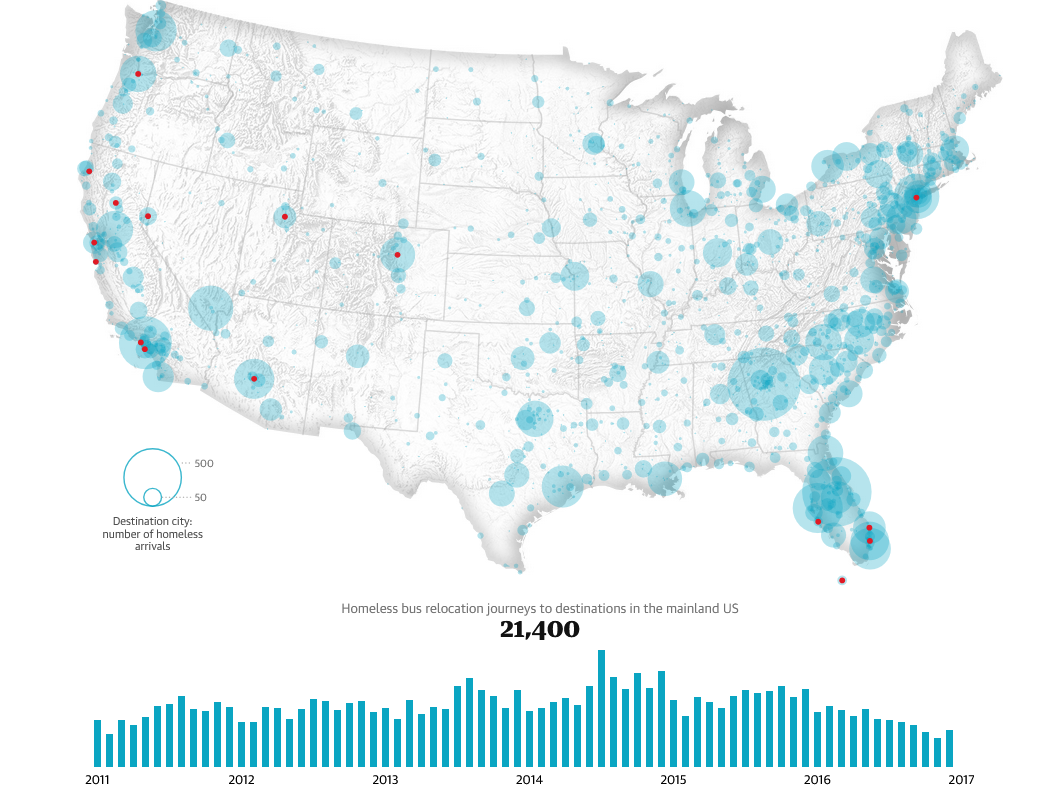 500
50
Destination city:
number of homeless
arrivals
Homeless bus relocation journeys to destinations in the mainland US
21,400
2011 2012 2013 2014 2015 2016 2017